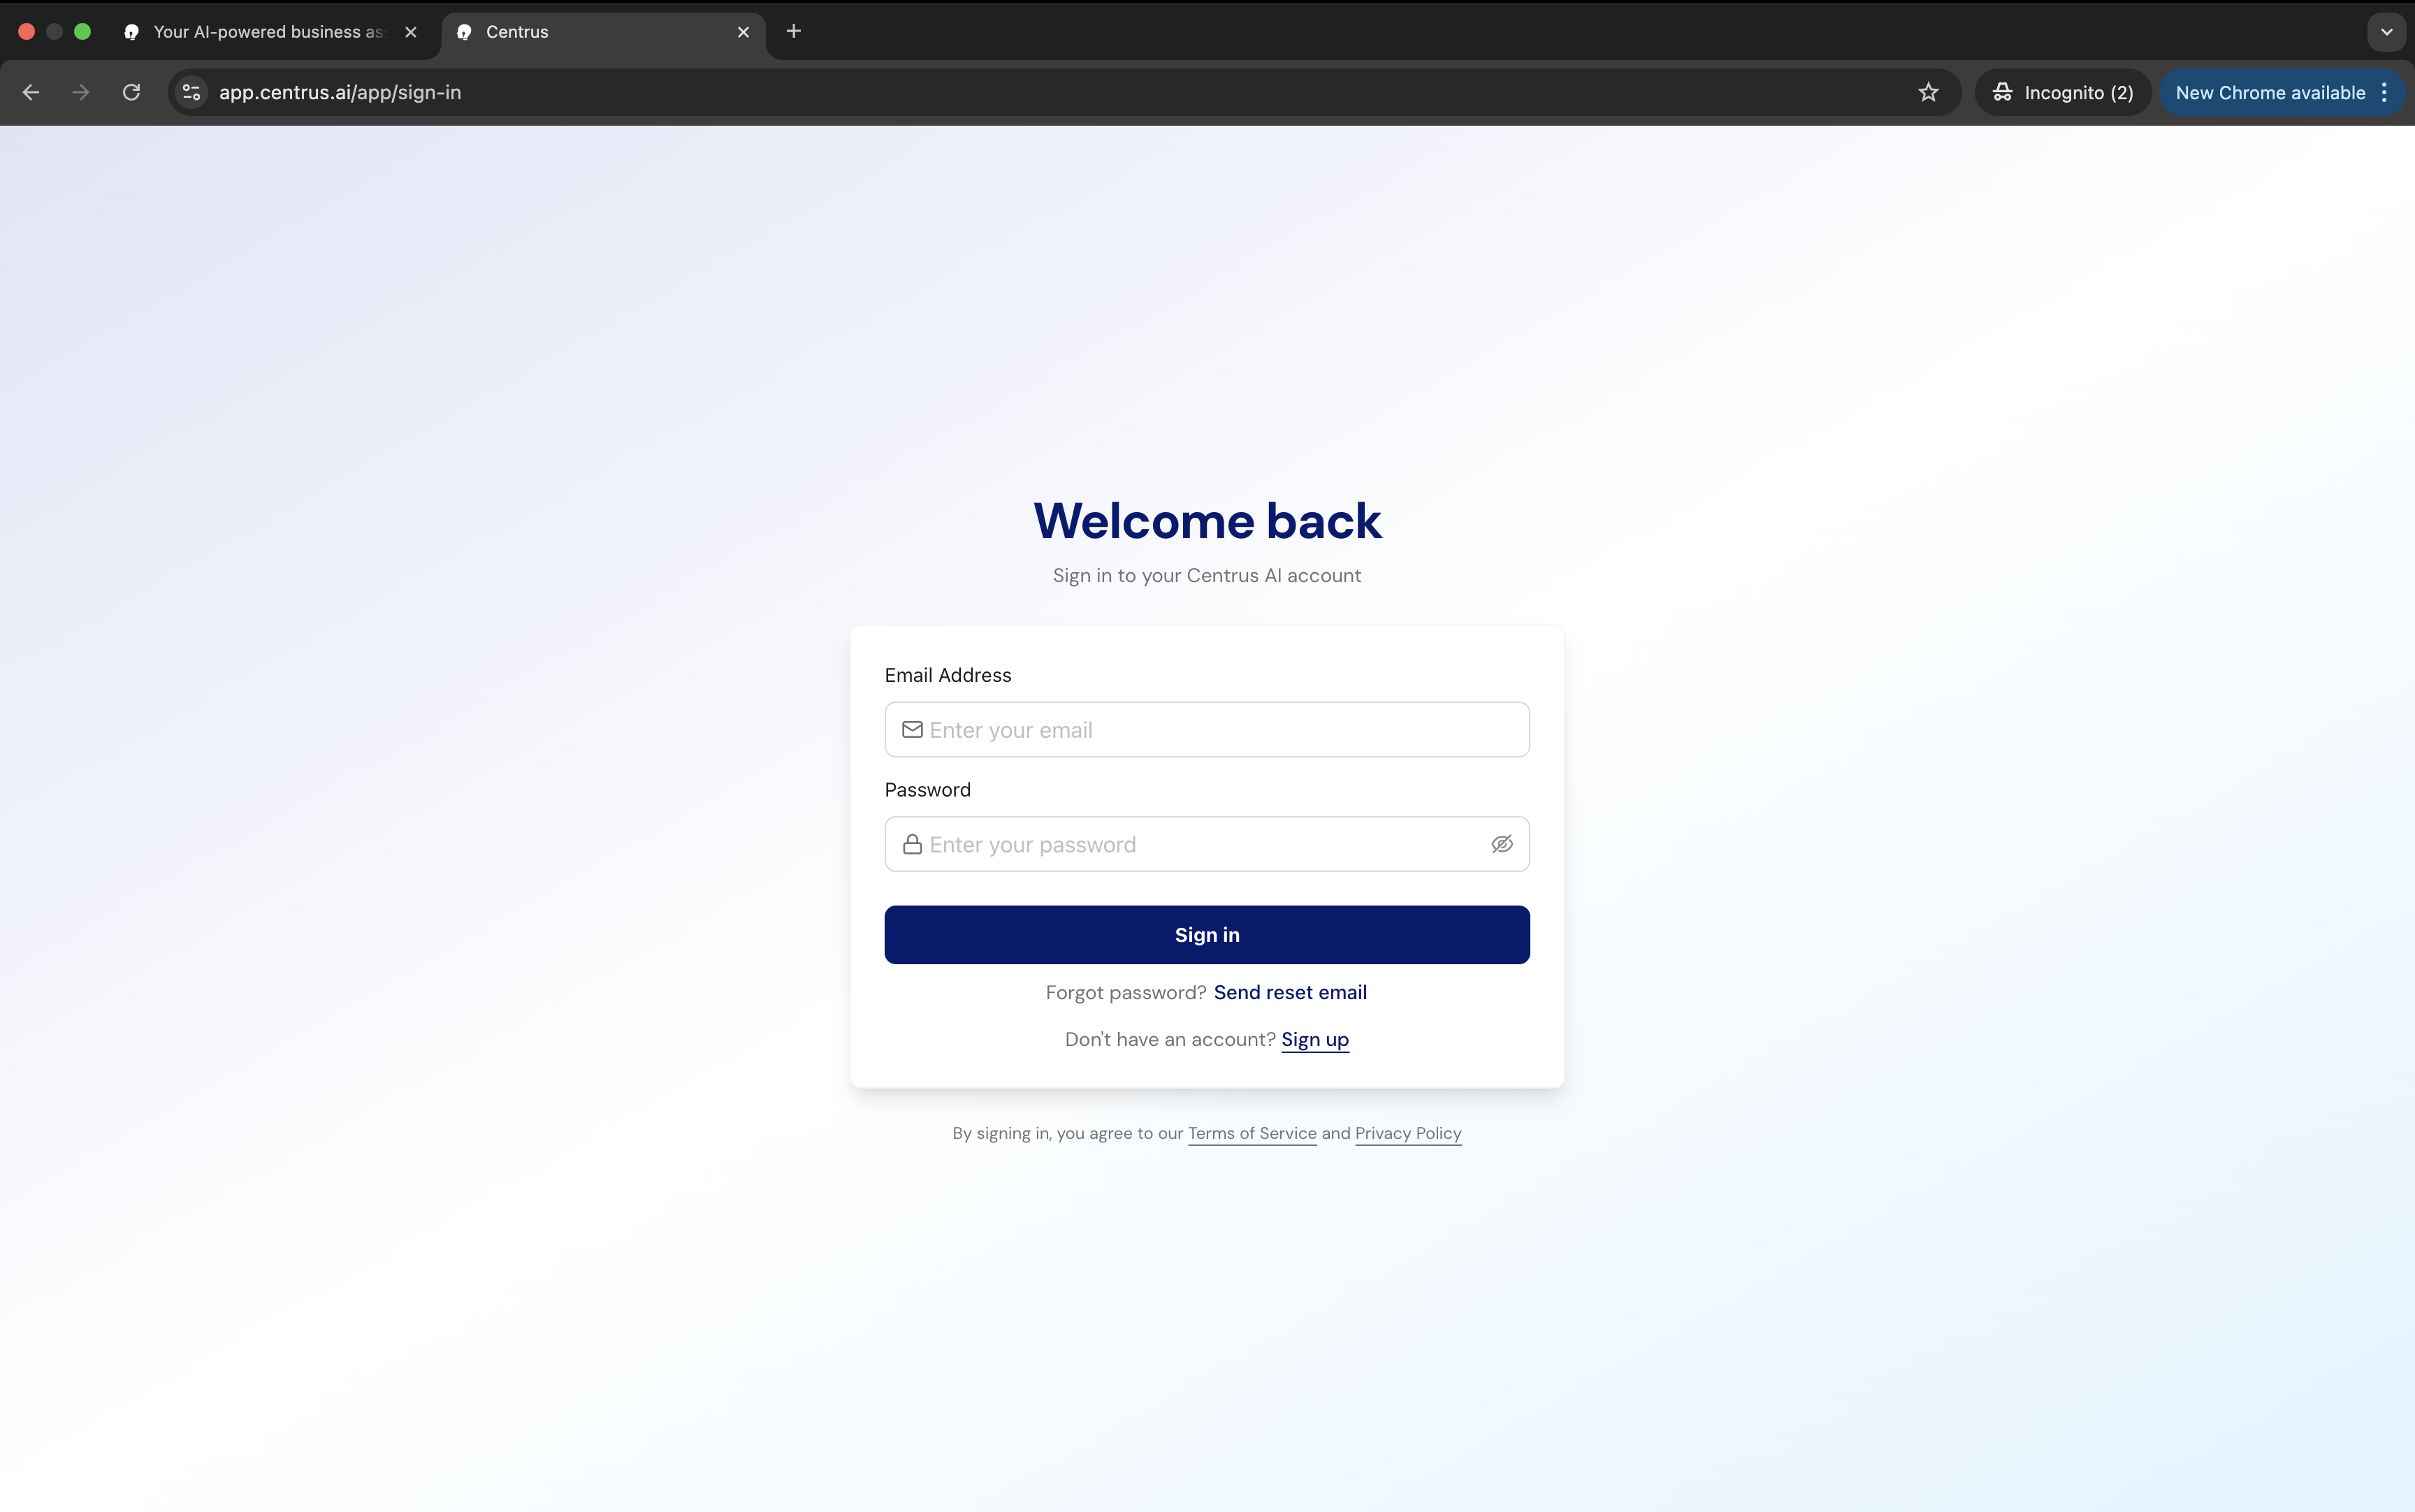 Your AI-powered business as
Centrus
app.centrus.ai/app/sign-in
Incognito (2)
New Chrome available
Welcome back
Sign in to your Centrus AI account
Email Address
Enter your email
Password
Enter your password
Sign in
Forgot password? Send reset email
Don't have an account? Sign up
By signing in, you agree to our Terms of Service and Privacy Policy